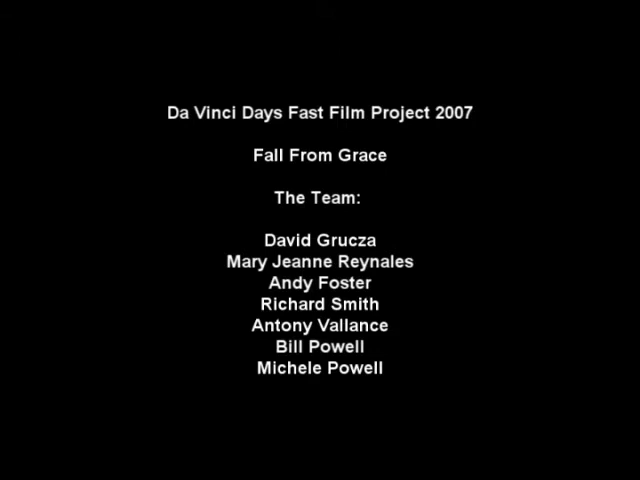 Da Vinci Days Fast Film Project 2007
Fall From Grace
The Team:
David Grucza
Mary Jeanne Reynales
Andy Foster
Richard Smith
Antony Vallance
Bill Powell
Michele Powell